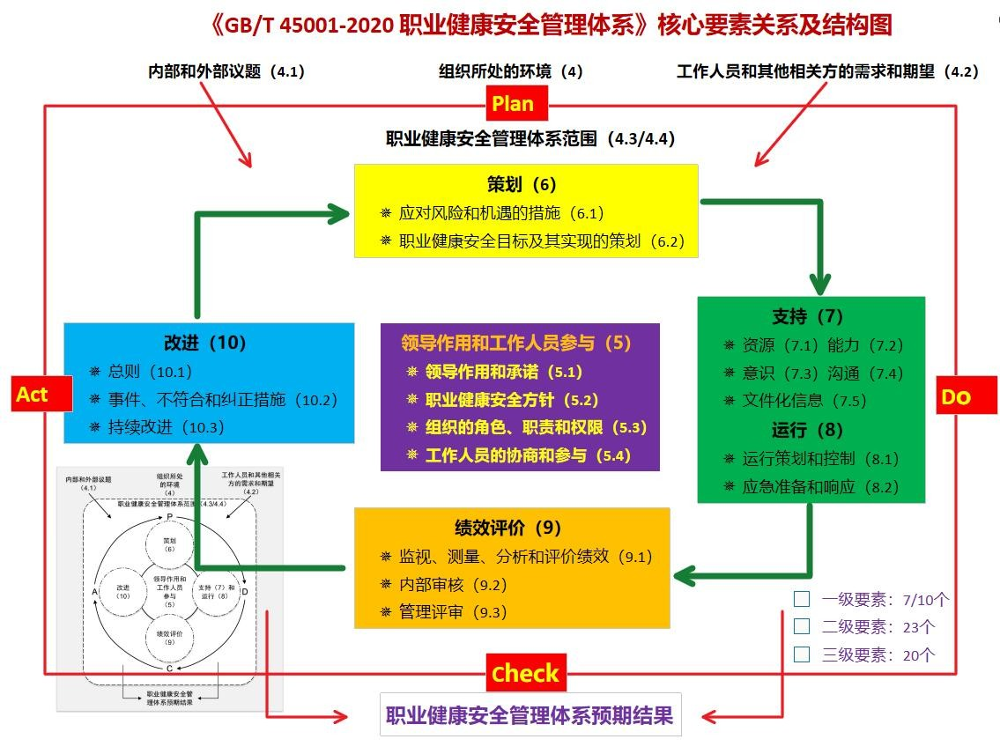 《GB/T 45001-2020 职业健康安全管理体系》核心要素关系及结构图
内部和外部议题（4.1）
组织所处的环境（4）
工作人员和其他相关方的需求和期望（4.2）
Plan
职业健康安全管理体系范围（4.3/4.4）
策划（6）
✵ 应对风险和机遇的措施（6.1）
✵ 职业健康安全目标及其实现的策划（6.2）
支持（7）
✵ 资源（7.1）能力（7.2）
✵ 意识（7.3）沟通（7.4）
✵ 文件化信息（7.5）
运行（8）
✵ 运行策划和控制（8.1）
✵ 应急准备和响应（8.2）
Do
改进（10）
✵ 总则（10.1）
✵ 事件、不符合和纠正措施（10.2）
✵ 持续改进（10.3）
Act
领导作用和工作人员参与（5）
✵ 领导作用和承诺（5.1）
✵ 职业健康安全方针（5.2）
✵ 组织的角色、职责和权限（5.3）
✵ 工作人员的协商和参与（5.4）
绩效评价（9）
✵ 监视、测量、分析和评价绩效（9.1）
✵ 内部审核（9.2）
✵ 管理评审（9.3）
□ 一级要素：7/10个
□ 二级要素：23个
□ 三级要素：20个
Check
职业健康安全管理体系预期结果
内部和外部议题
（4.1）
组织所处
的环境
（4）
工作人员和其他相关
方的需求和期望
（4.2）
职业健康安全管理体系范围（4.3/4.4）
P
策划
（6）
A
改进
（10）
领导作用和
工作人员
参与
（5）
支持（7）和
运行（8）
D
绩效评价
（9）
C
职业健康安全管
理体系预期结果